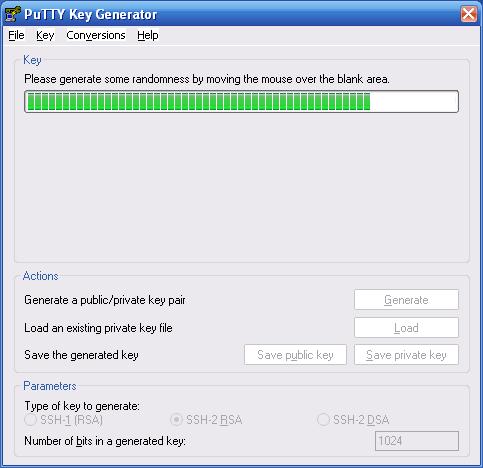 PuTTY Key Generator
File Key Conversions Help
Key
Please generate some randomness by moving the mouse over the blank area.
Actions
Generate a public/private key pair
Generate
Load an existing private key file
Load
Save the generated key
Save public key
Save private key
Parameters
Type of key to generate:
SSH-1 (RSA)
SSH-2 RSA
SSH-2 DSA
Number of bits in a generated key:
1024